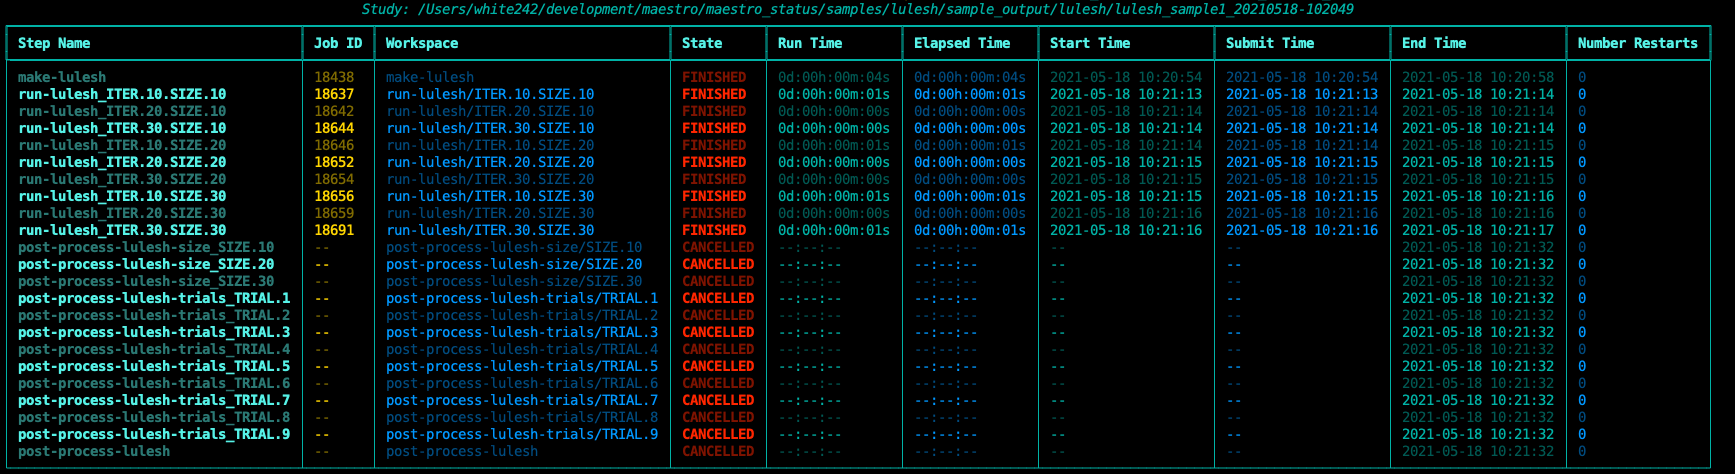 Study: /Users/white242/development/maestro/maestro_status/samples/lulesh/sample_output/lulesh/lulesh_sample1_20210518-102049
Step Name Job ID Workspace State Run Time Elapsed Time Start Time Submit Time End Time Number Restarts
make-lulesh 18438 make-lulesh FINISHED 0d:00h:00m:04s 0d:00h:00m:04s 2021-05-18 10:20:54 2021-05-18 10:20:54 2021-05-18 10:20:58 0
run-lulesh_ITER.10.SIZE.10 18637 run-lulesh/ITER.10.SIZE.10 FINISHED 0d:00h:00m:01s 0d:00h:00m:01s 2021-05-18 10:21:13 2021-05-18 10:21:13 2021-05-18 10:21:14 0
run-lulesh_ITER.20.SIZE.10 18642 run-lulesh/ITER.20.SIZE.10 FINISHED 0d:00h:00m:00s 0d:00h:00m:00s 2021-05-18 10:21:14 2021-05-18 10:21:14 2021-05-18 10:21:14 0
run-lulesh_ITER.30.SIZE.10 18644 run-lulesh/ITER.30.SIZE.10 FINISHED 0d:00h:00m:00s 0d:00h:00m:00s 2021-05-18 10:21:14 2021-05-18 10:21:14 2021-05-18 10:21:14 0
run-lulesh_ITER.10.SIZE.20 18646 run-lulesh/ITER.10.SIZE.20 FINISHED 0d:00h:00m:01s 0d:00h:00m:01s 2021-05-18 10:21:14 2021-05-18 10:21:14 2021-05-18 10:21:15 0
run-lulesh_ITER.20.SIZE.20 18652 run-lulesh/ITER.20.SIZE.20 FINISHED 0d:00h:00m:00s 0d:00h:00m:00s 2021-05-18 10:21:15 2021-05-18 10:21:15 2021-05-18 10:21:15 0
run-lulesh_ITER.30.SIZE.20 18654 run-lulesh/ITER.30.SIZE.20 FINISHED 0d:00h:00m:00s 0d:00h:00m:00s 2021-05-18 10:21:15 2021-05-18 10:21:15 2021-05-18 10:21:15 0
run-lulesh_ITER.10.SIZE.30 18656 run-lulesh/ITER.10.SIZE.30 FINISHED 0d:00h:00m:01s 0d:00h:00m:01s 2021-05-18 10:21:15 2021-05-18 10:21:15 2021-05-18 10:21:16 0
run-lulesh_ITER.20.SIZE.30 18659 run-lulesh/ITER.20.SIZE.30 FINISHED 0d:00h:00m:00s 0d:00h:00m:00s 2021-05-18 10:21:16 2021-05-18 10:21:16 2021-05-18 10:21:16 0
run-lulesh_ITER.30.SIZE.30 18691 run-lulesh/ITER.30.SIZE.30 FINISHED 0d:00h:00m:01s 0d:00h:00m:01s 2021-05-18 10:21:16 2021-05-18 10:21:16 2021-05-18 10:21:17 0
post-process-lulesh-size_SIZE.10 -- post-process-lulesh-size/SIZE.10 CANCELLED --:--:-- --:--:-- -- -- 2021-05-18 10:21:32 0
post-process-lulesh-size_SIZE.20 -- post-process-lulesh-size/SIZE.20 CANCELLED --:--:-- --:--:-- -- -- 2021-05-18 10:21:32 0
post-process-lulesh-size_SIZE.30 -- post-process-lulesh-size/SIZE.30 CANCELLED --:--:-- --:--:-- -- -- 2021-05-18 10:21:32 0
post-process-lulesh-trials_TRIAL.1 -- post-process-lulesh-trials/TRIAL.1 CANCELLED --:--:-- --:--:-- -- -- 2021-05-18 10:21:32 0
post-process-lulesh-trials_TRIAL.2 -- post-process-lulesh-trials/TRIAL.2 CANCELLED --:--:-- --:--:-- -- -- 2021-05-18 10:21:32 0
post-process-lulesh-trials_TRIAL.3 -- post-process-lulesh-trials/TRIAL.3 CANCELLED --:--:-- --:--:-- -- -- 2021-05-18 10:21:32 0
post-process-lulesh-trials_TRIAL.4 -- post-process-lulesh-trials/TRIAL.4 CANCELLED --:--:-- --:--:-- -- -- 2021-05-18 10:21:32 0
post-process-lulesh-trials_TRIAL.5 -- post-process-lulesh-trials/TRIAL.5 CANCELLED --:--:-- --:--:-- -- -- 2021-05-18 10:21:32 0
post-process-lulesh-trials_TRIAL.6 -- post-process-lulesh-trials/TRIAL.6 CANCELLED --:--:-- --:--:-- -- -- 2021-05-18 10:21:32 0
post-process-lulesh-trials_TRIAL.7 -- post-process-lulesh-trials/TRIAL.7 CANCELLED --:--:-- --:--:-- -- -- 2021-05-18 10:21:32 0
post-process-lulesh-trials_TRIAL.8 -- post-process-lulesh-trials/TRIAL.8 CANCELLED --:--:-- --:--:-- -- -- 2021-05-18 10:21:32 0
post-process-lulesh-trials_TRIAL.9 -- post-process-lulesh-trials/TRIAL.9 CANCELLED --:--:-- --:--:-- -- -- 2021-05-18 10:21:32 0
post-process-lulesh -- post-process-lulesh CANCELLED --:--:-- --:--:-- -- -- 2021-05-18 10:21:32 0